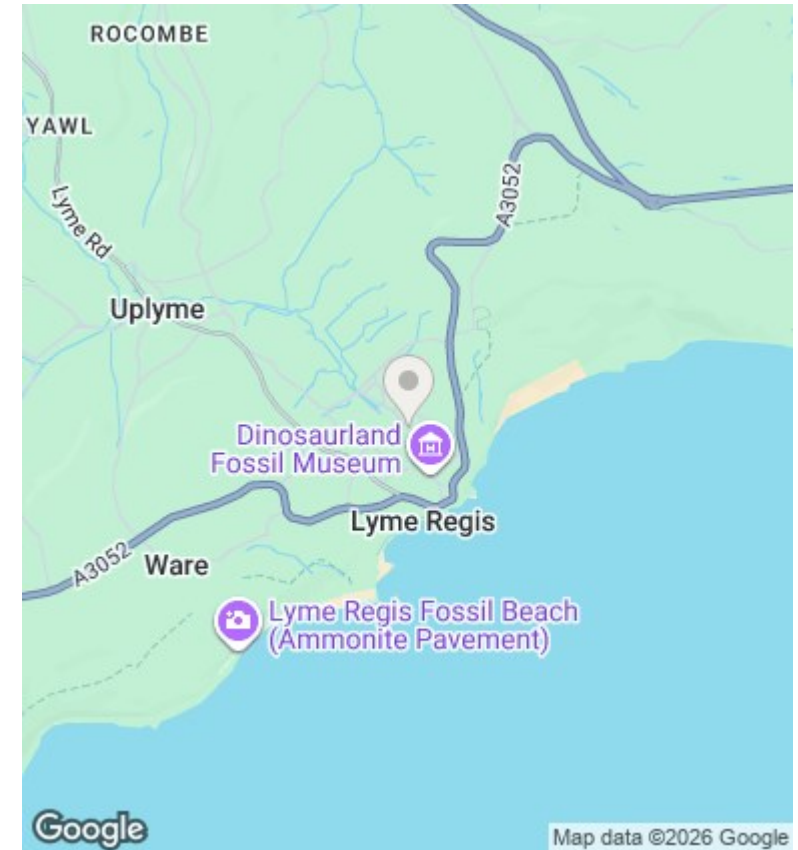 ROCOMBE
YAWL
Lyme Rd
A3052
Uplyme
Dinosaurland
Fossil Museum
Lyme Regis
A3052
Ware
Lyme Regis Fossil Beach
(Ammonite Pavement)
Google
Map data ©2026 Google